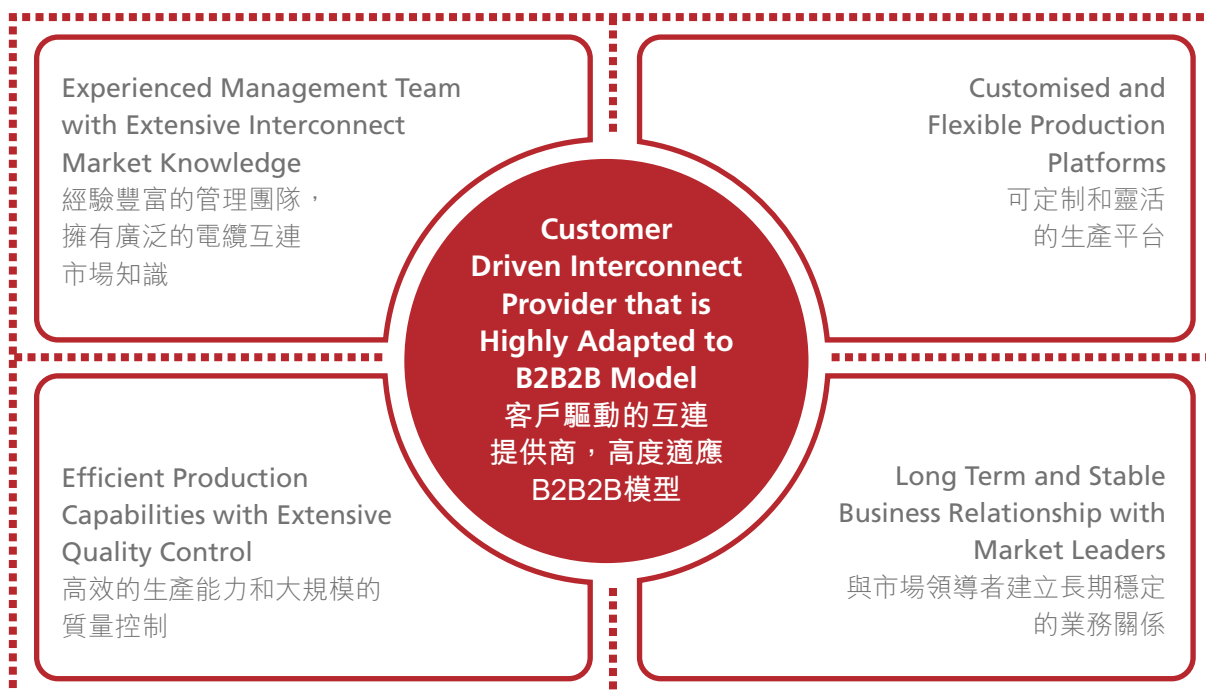 Experienced Management Team
with Extensive Interconnect
Market Knowledge
經驗豐富的管理團隊，
擁有廣泛的電纜互連
市場知識
Customised and
Flexible Production
Platforms
可定制和靈活
的生產平台
Customer
Driven Interconnect
Provider that is
Highly Adapted to
B2B2B Model
客戶驅動的互連
提供商，高度適應
B2B2B模型
Efficient Production
Capabilities with Extensive
Quality Control
高效的生產能力和大規模的
質量控制
Long Term and Stable
Business Relationship with
Market Leaders
與市場領導者建立長期穩定
的業務關係